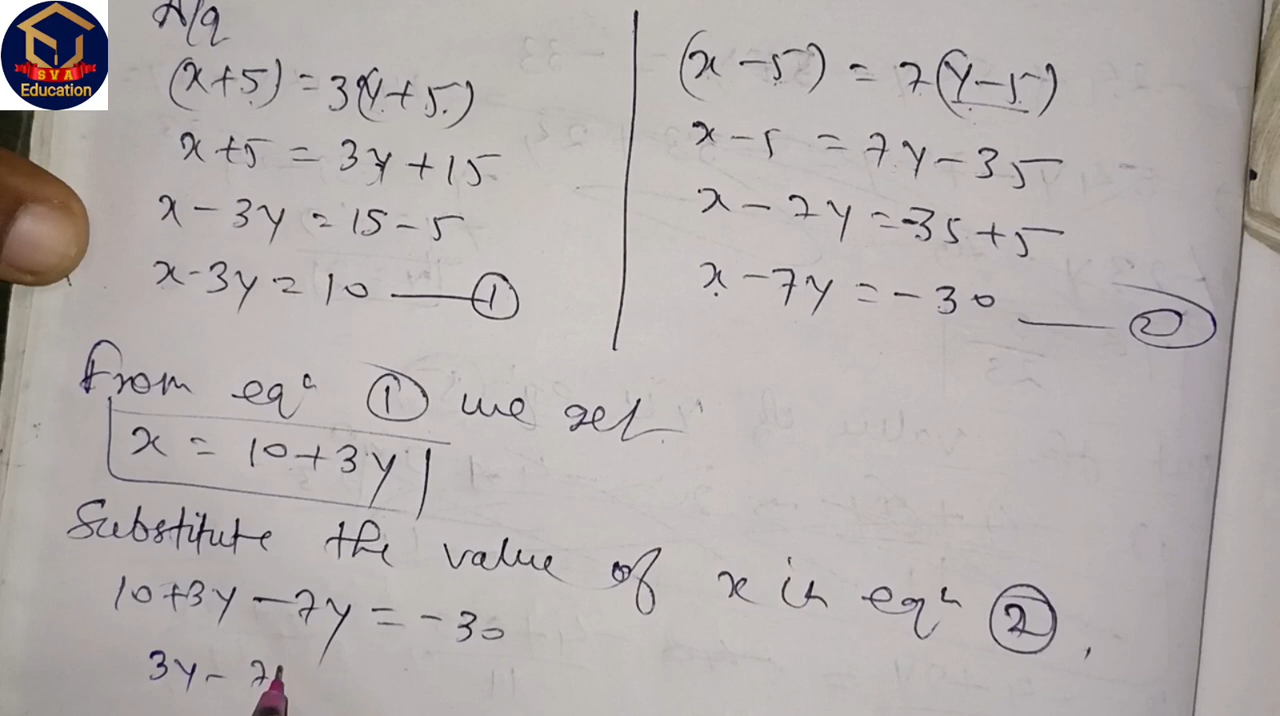 SVA
Education
A/q
(x+5) = 3(y+5)
x+5 = 3y+15
x-3y = 15-5
x-3y = 10 — ①
(x-5) = 7(y-5)
x-5 = 7y-35
x-7y = -35+5
x-7y = -30 — ②
From eqn ① we get
x = 10+3y
Substitute the value of x in eqn ②,
10+3y-7y = -30
3y-7